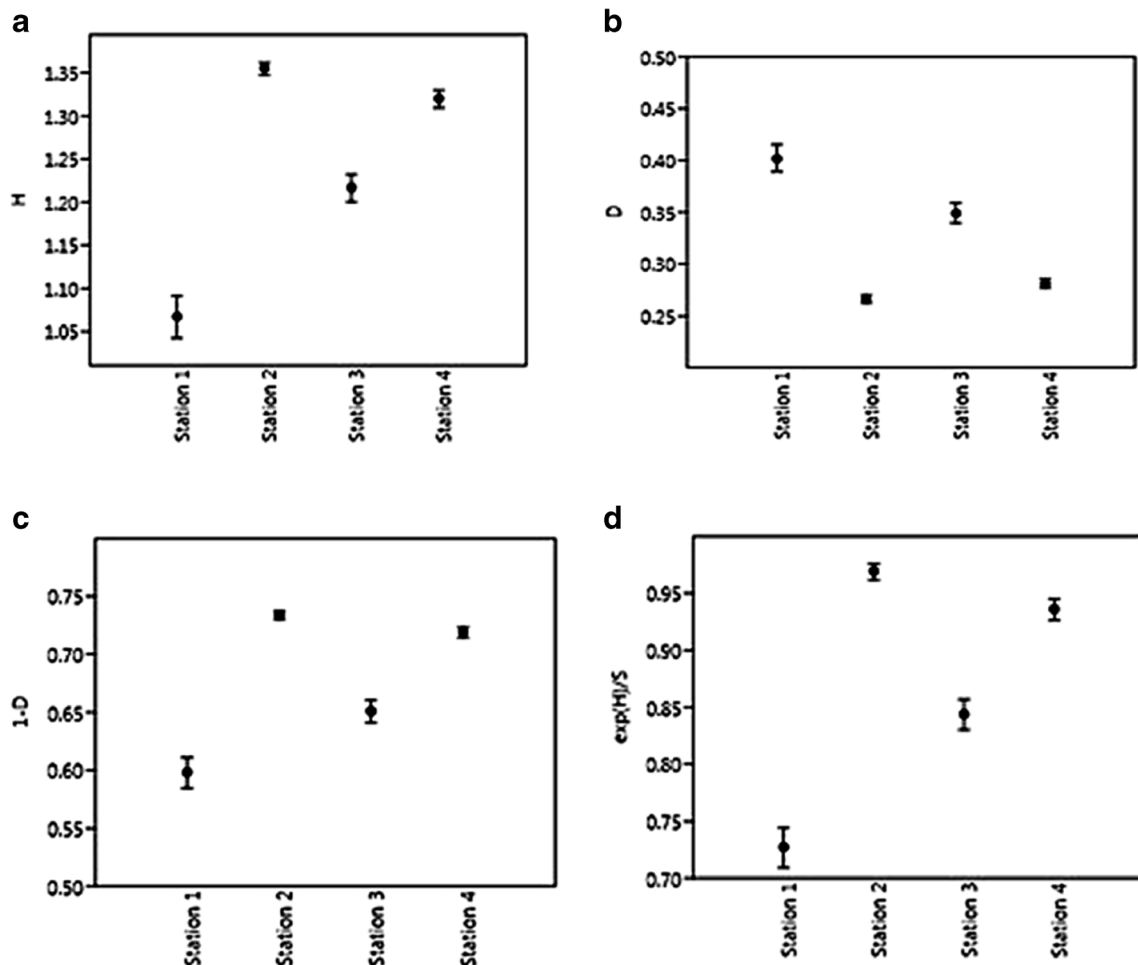 a
H
1.35
1.30
1.25
1.20
1.15
1.10
1.05
Station 1
Station 2
Station 3
Station 4
b
D
0.50
0.45
0.40
0.35
0.30
0.25
Station 1
Station 2
Station 3
Station 4
c
1-D
0.75
0.70
0.65
0.60
0.55
0.50
Station 1
Station 2
Station 3
Station 4
d
exp(H)/S
0.95
0.90
0.85
0.80
0.75
0.70
Station 1
Station 2
Station 3
Station 4